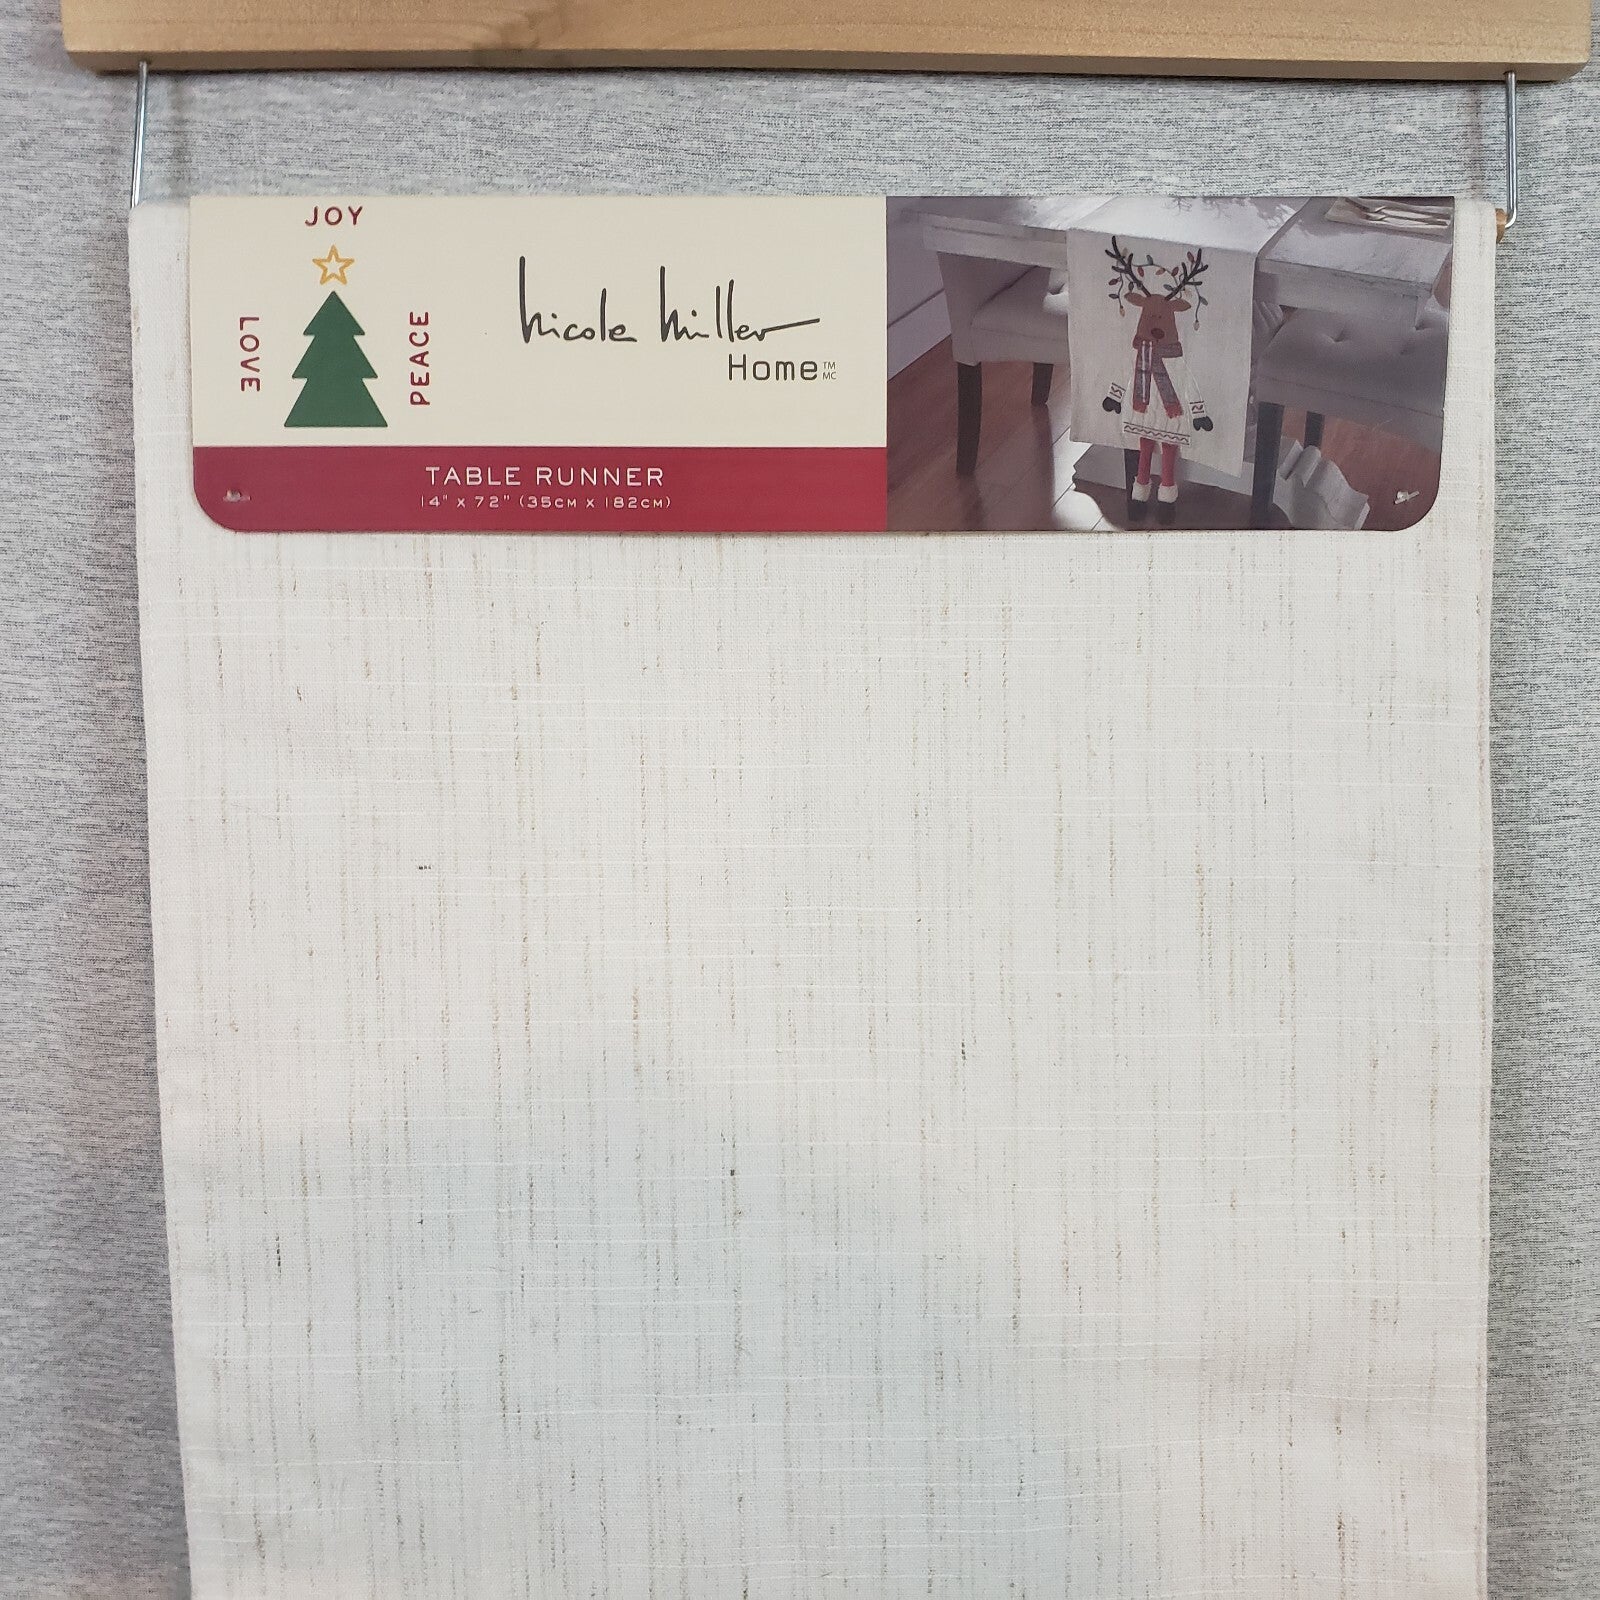 JOY
LOVE
PEACE
Nicole Miller
Home™
MC
TABLE RUNNER
14" x 72" (35cm x 182cm)